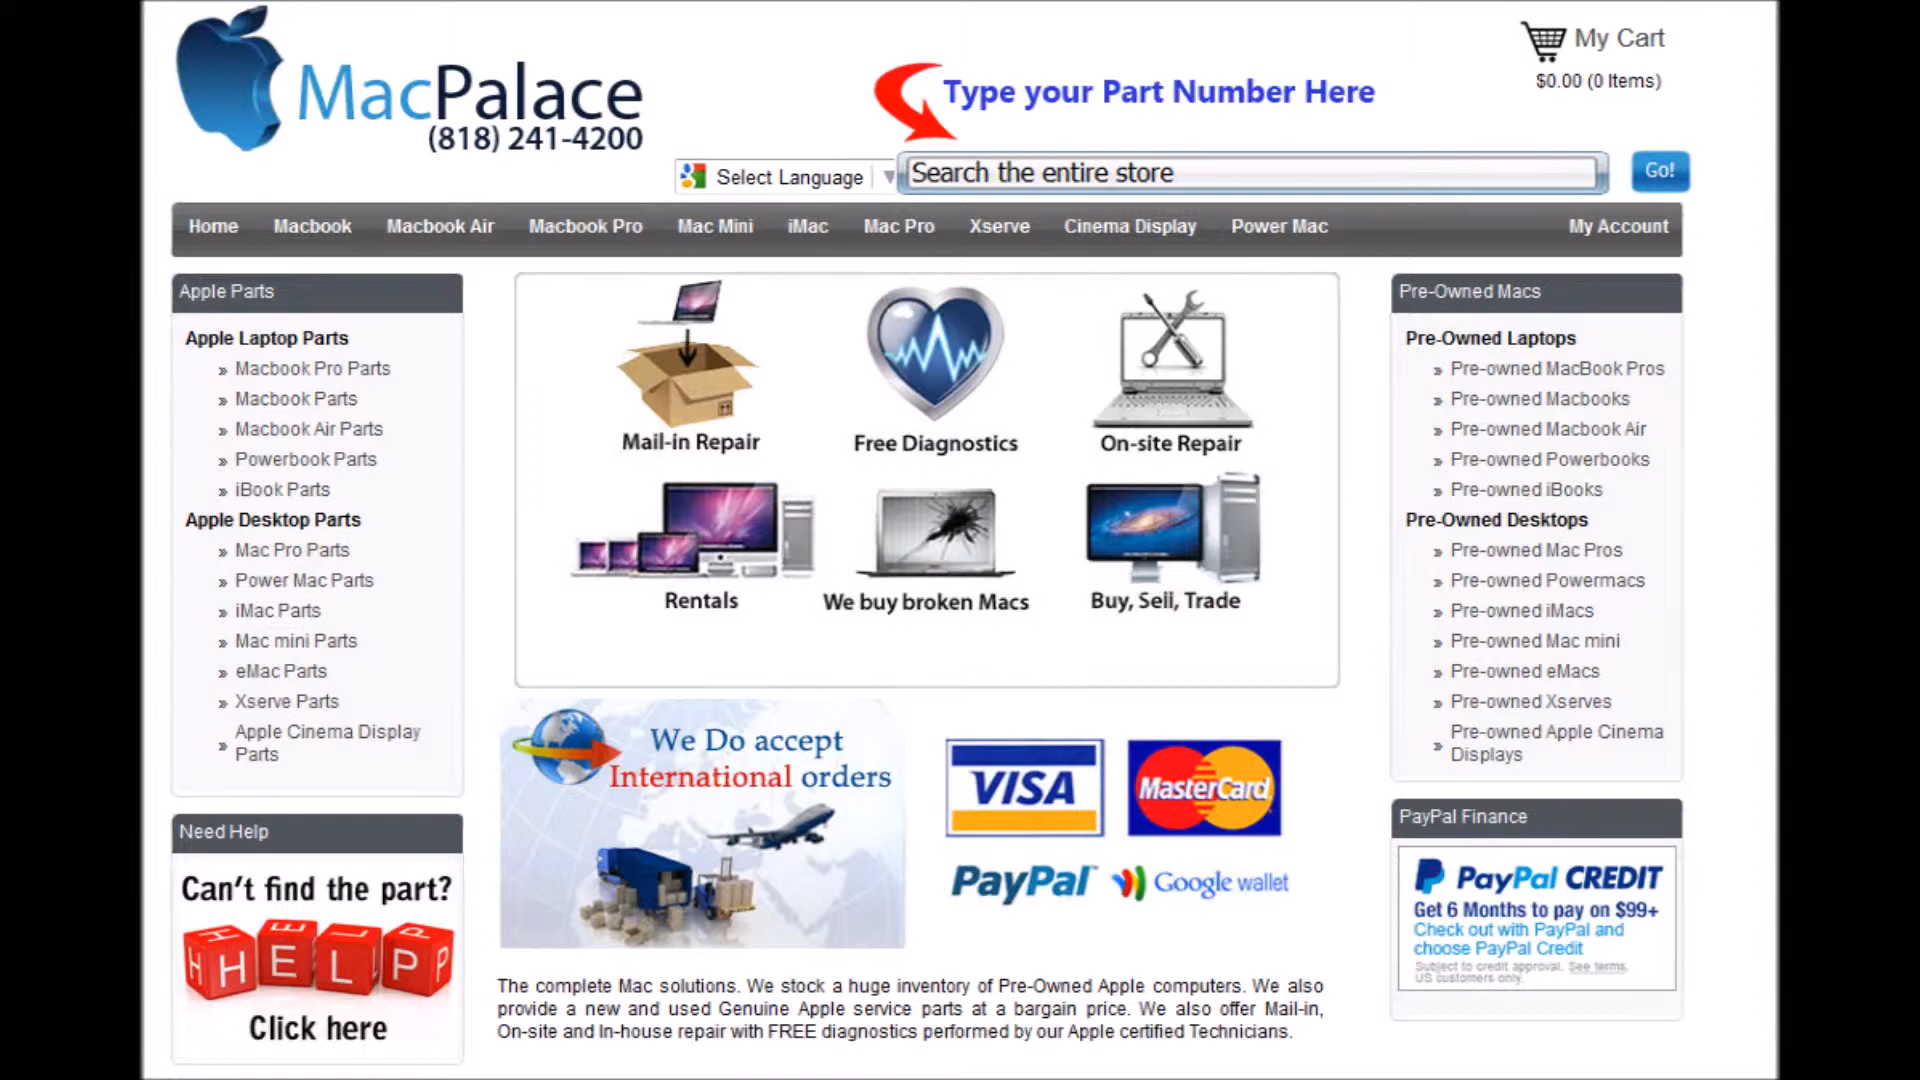 MacPalace
(818) 241-4200
Type your Part Number Here
My Cart
$0.00 (0 Items)
Select Language
Search the entire store
Go!
Home Macbook Macbook Air Macbook Pro Mac Mini iMac Mac Pro Xserve Cinema Display Power Mac My Account
Apple Parts
Apple Laptop Parts
» Macbook Pro Parts
» Macbook Parts
» Macbook Air Parts
» Powerbook Parts
» iBook Parts
Apple Desktop Parts
» Mac Pro Parts
» Power Mac Parts
» iMac Parts
» Mac mini Parts
» eMac Parts
» Xserve Parts
» Apple Cinema Display
Parts
Need Help
Can't find the part?
HELP
Click here
Mail-in Repair
Free Diagnostics
On-site Repair
Rentals
We buy broken Macs
Buy, Sell, Trade
We Do accept
International orders
VISA
MasterCard
PayPal™
Google wallet
The complete Mac solutions. We stock a huge inventory of Pre-Owned Apple computers. We also
provide a new and used Genuine Apple service parts at a bargain price. We also offer Mail-in,
On-site and In-house repair with FREE diagnostics performed by our Apple certified Technicians.
Pre-Owned Macs
Pre-Owned Laptops
» Pre-owned MacBook Pros
» Pre-owned Macbooks
» Pre-owned Macbook Air
» Pre-owned Powerbooks
» Pre-owned iBooks
Pre-Owned Desktops
» Pre-owned Mac Pros
» Pre-owned Powermacs
» Pre-owned iMacs
» Pre-owned Mac mini
» Pre-owned eMacs
» Pre-owned Xserves
» Pre-owned Apple Cinema
Displays
PayPal Finance
PayPal CREDIT
Get 6 Months to pay on $99+
Check out with PayPal and
choose PayPal Credit
Subject to credit approval. See terms.
US customers only.